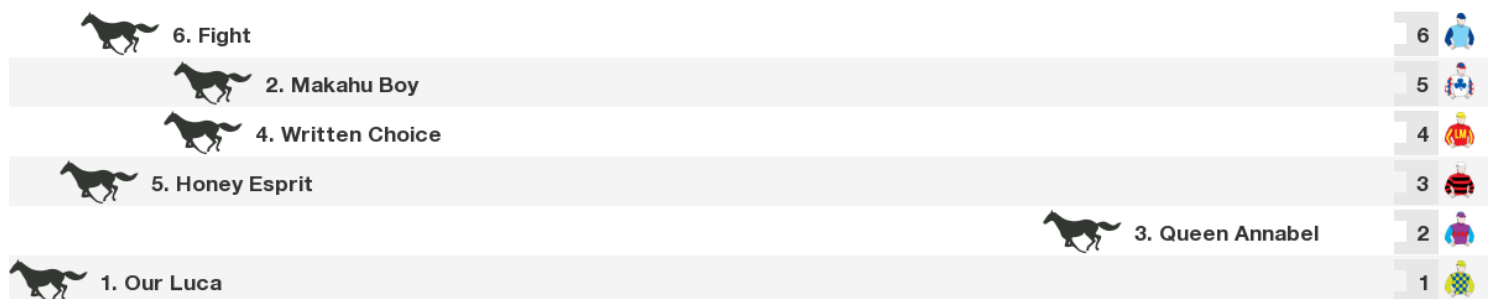 6. Fight 6
2. Makahu Boy 5
4. Written Choice 4 LM
5. Honey Esprit 3
3. Queen Annabel 2
1. Our Luca 1